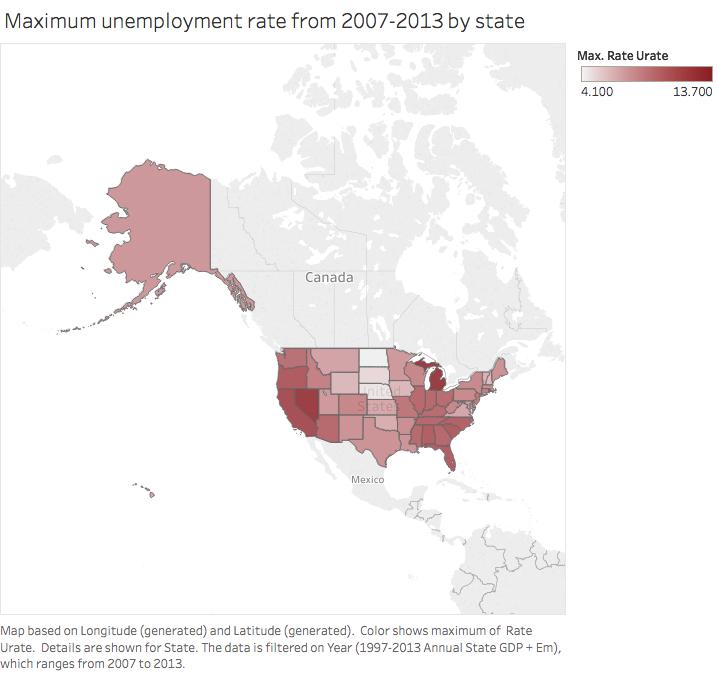 Maximum unemployment rate from 2007-2013 by state
Max. Rate Urate
4.100 13.700
Canada
United
States
Mexico
Map based on Longitude (generated) and Latitude (generated). Color shows maximum of Rate
Urate. Details are shown for State. The data is filtered on Year (1997-2013 Annual State GDP + Em),
which ranges from 2007 to 2013.